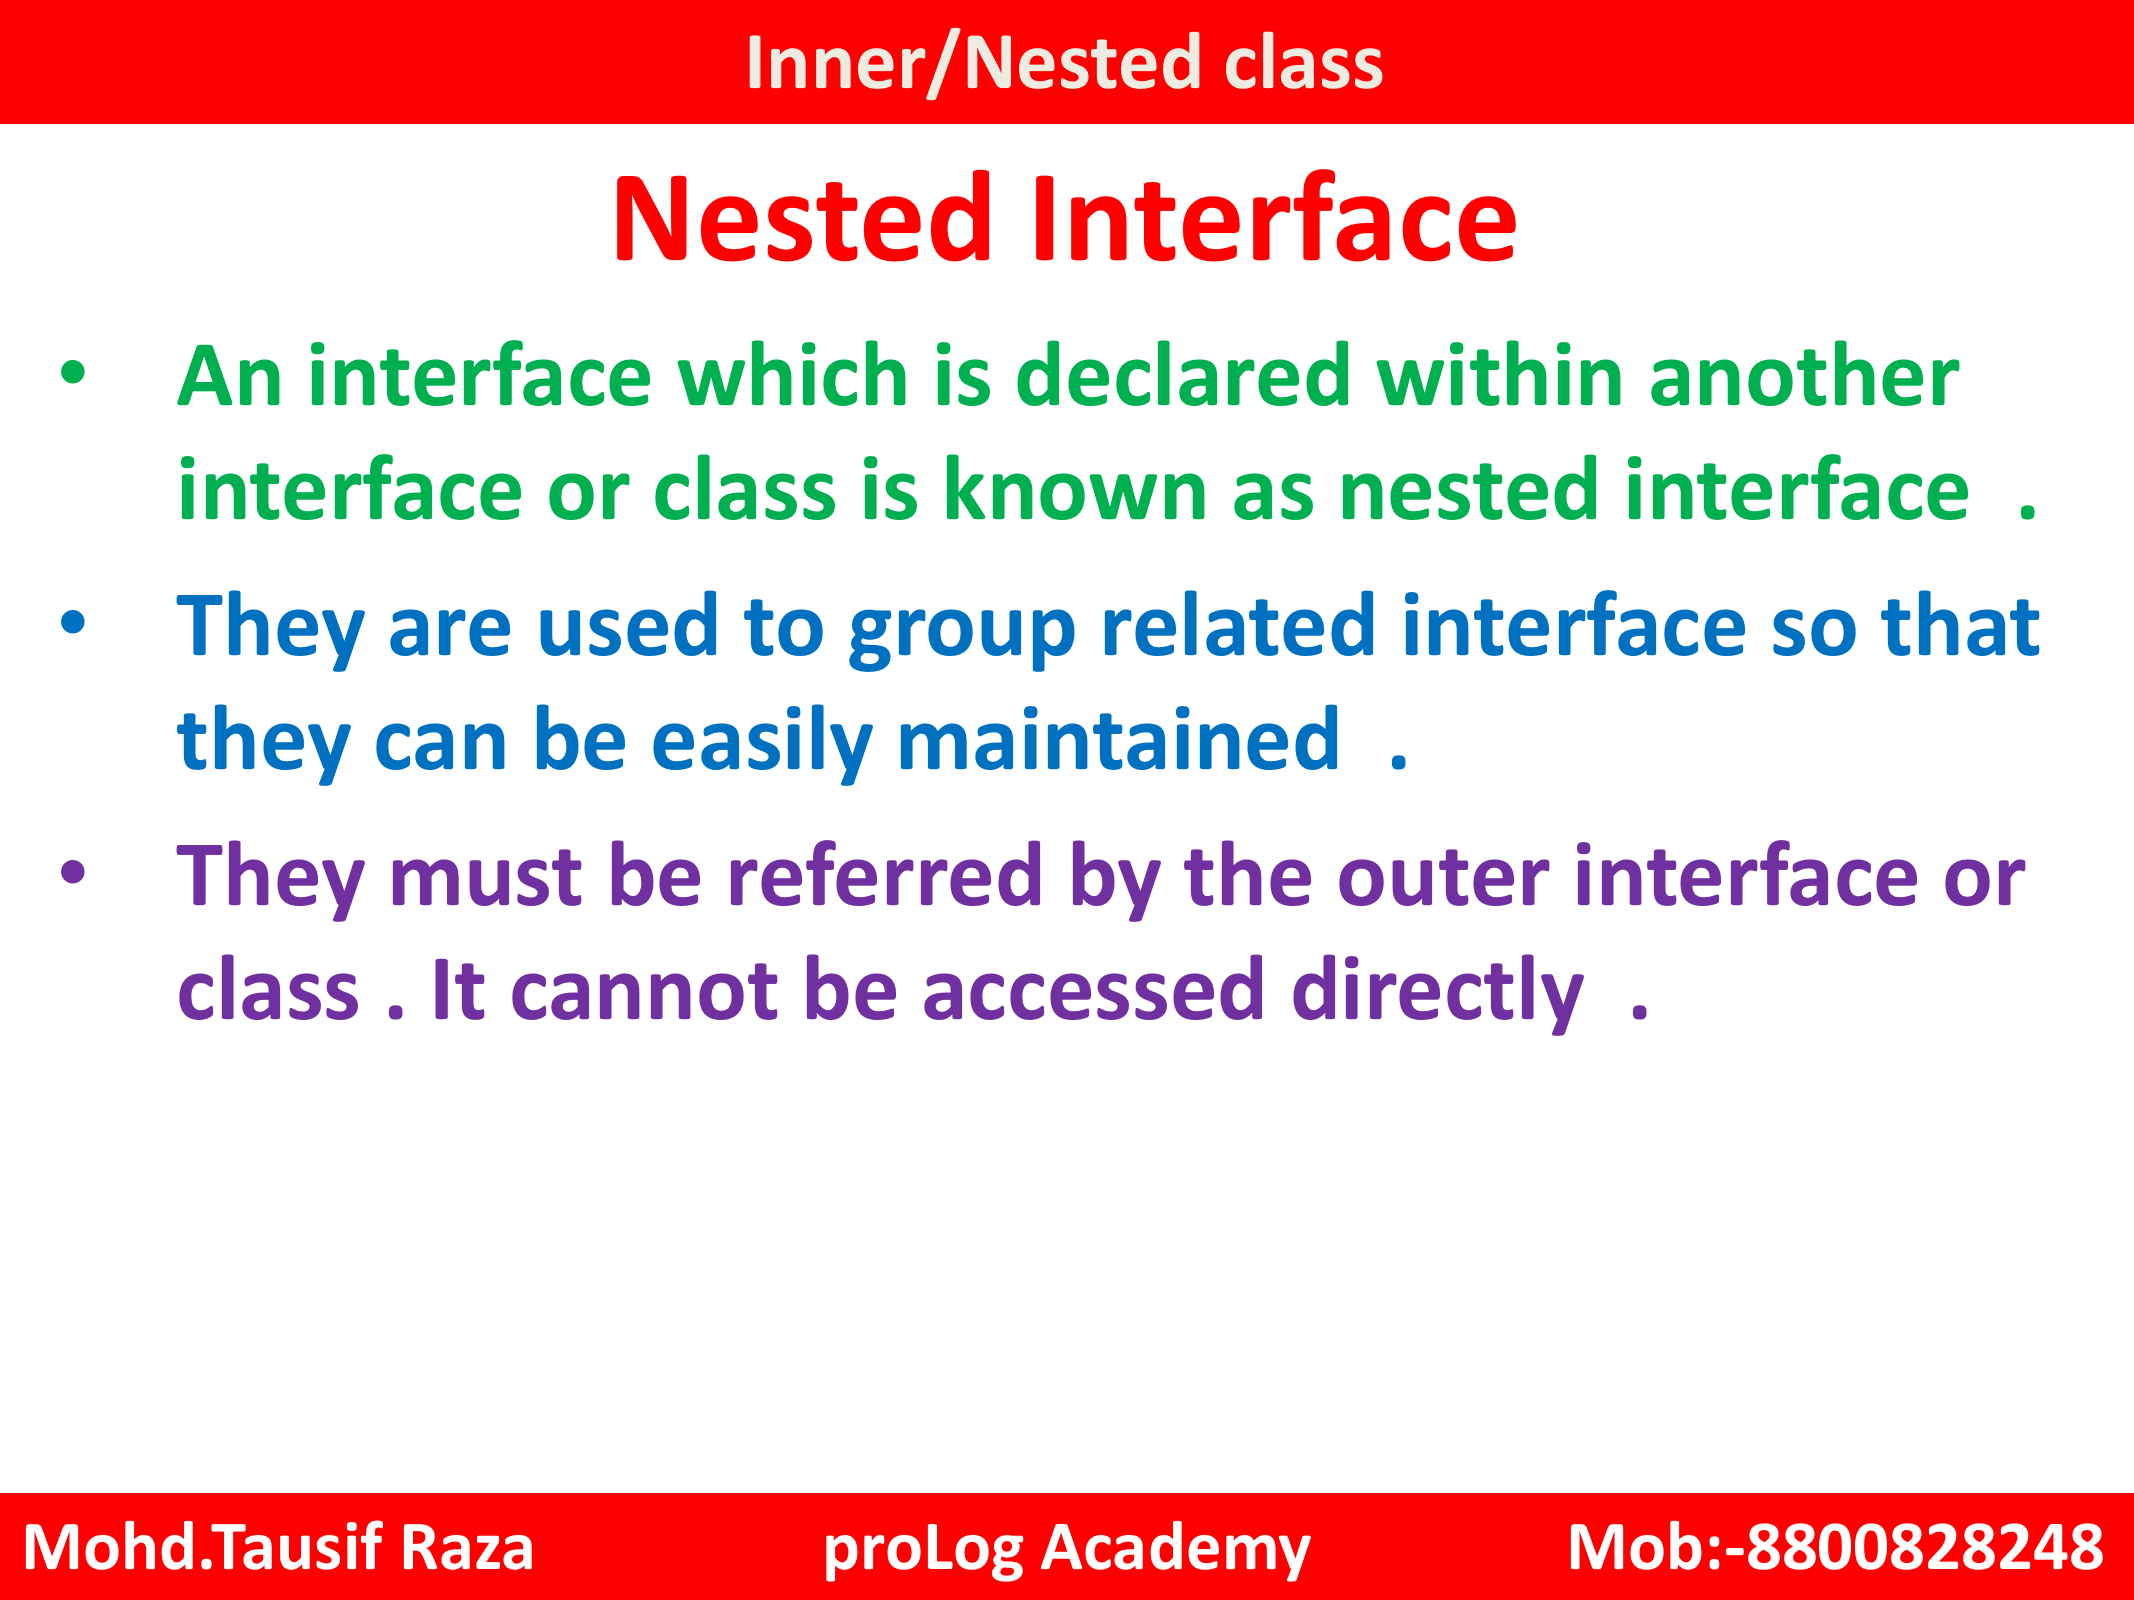 Inner/Nested class
Nested Interface
• An interface which is declared within another
interface or class is known as nested interface .
• They are used to group related interface so that
they can be easily maintained .
• They must be referred by the outer interface or
class . It cannot be accessed directly .
Mohd.Tausif Raza proLog Academy Mob:-8800828248